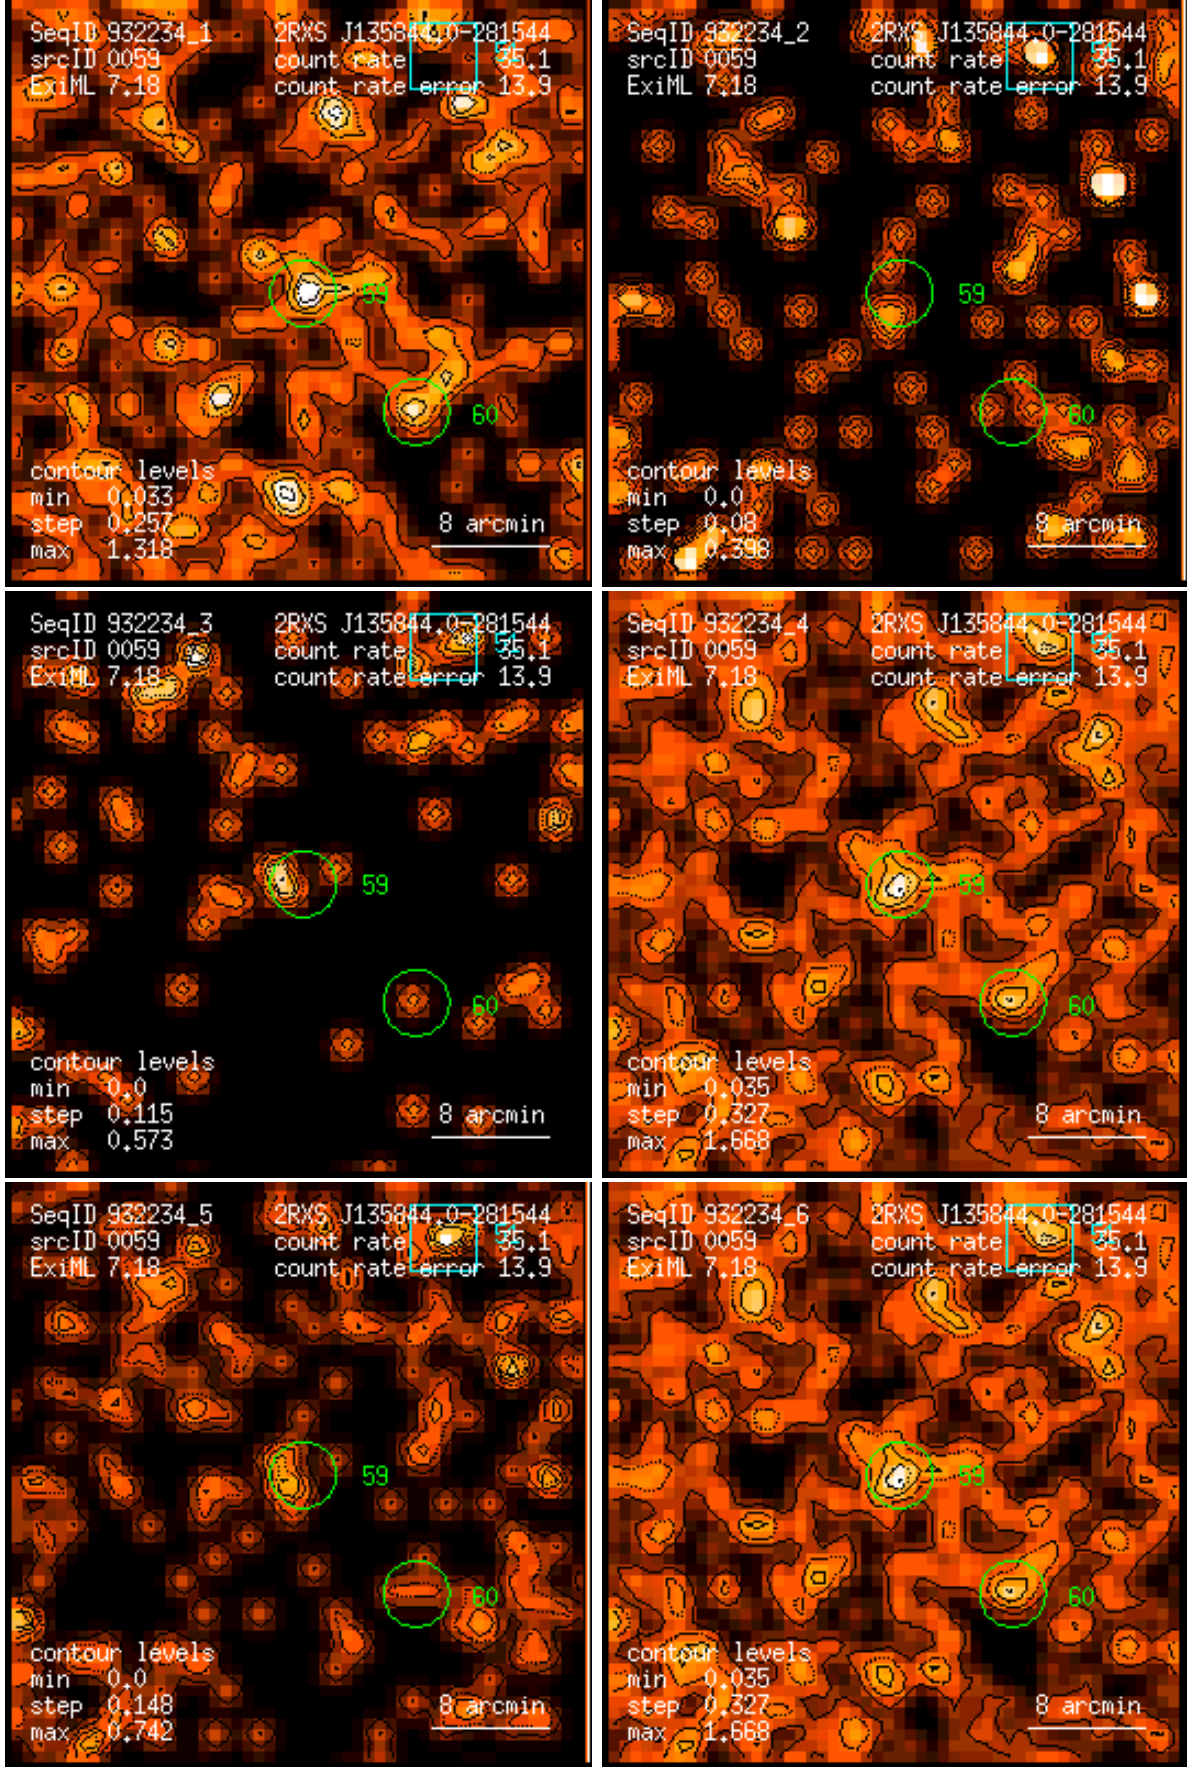 SeqID 932234_1 2RXS J135844.0-281544
srcID 0059 count rate 35.1
ExiML 7.18 count rate error 13.9
59
60
contour levels
min 0.033
step 0.257
max 1.318
8 arcmin
SeqID 932234_2 2RXS J135844.0-281544
srcID 0059 count rate 35.1
ExiML 7.18 count rate error 13.9
59
60
contour levels
min 0.0
step 0.08
max 0.398
8 arcmin
SeqID 932234_3 2RXS J135844.0-281544
srcID 0059 count rate 35.1
ExiML 7.18 count rate error 13.9
59
60
contour levels
min 0.0
step 0.115
max 0.573
8 arcmin
SeqID 932234_4 2RXS J135844.0-281544
srcID 0059 count rate 35.1
ExiML 7.18 count rate error 13.9
59
60
contour levels
min 0.035
step 0.327
max 1.668
8 arcmin
SeqID 932234_5 2RXS J135844.0-281544
srcID 0059 count rate 35.1
ExiML 7.18 count rate error 13.9
59
60
contour levels
min 0.0
step 0.148
max 0.742
8 arcmin
SeqID 932234_6 2RXS J135844.0-281544
srcID 0059 count rate 35.1
ExiML 7.18 count rate error 13.9
59
60
contour levels
min 0.035
step 0.327
max 1.668
8 arcmin